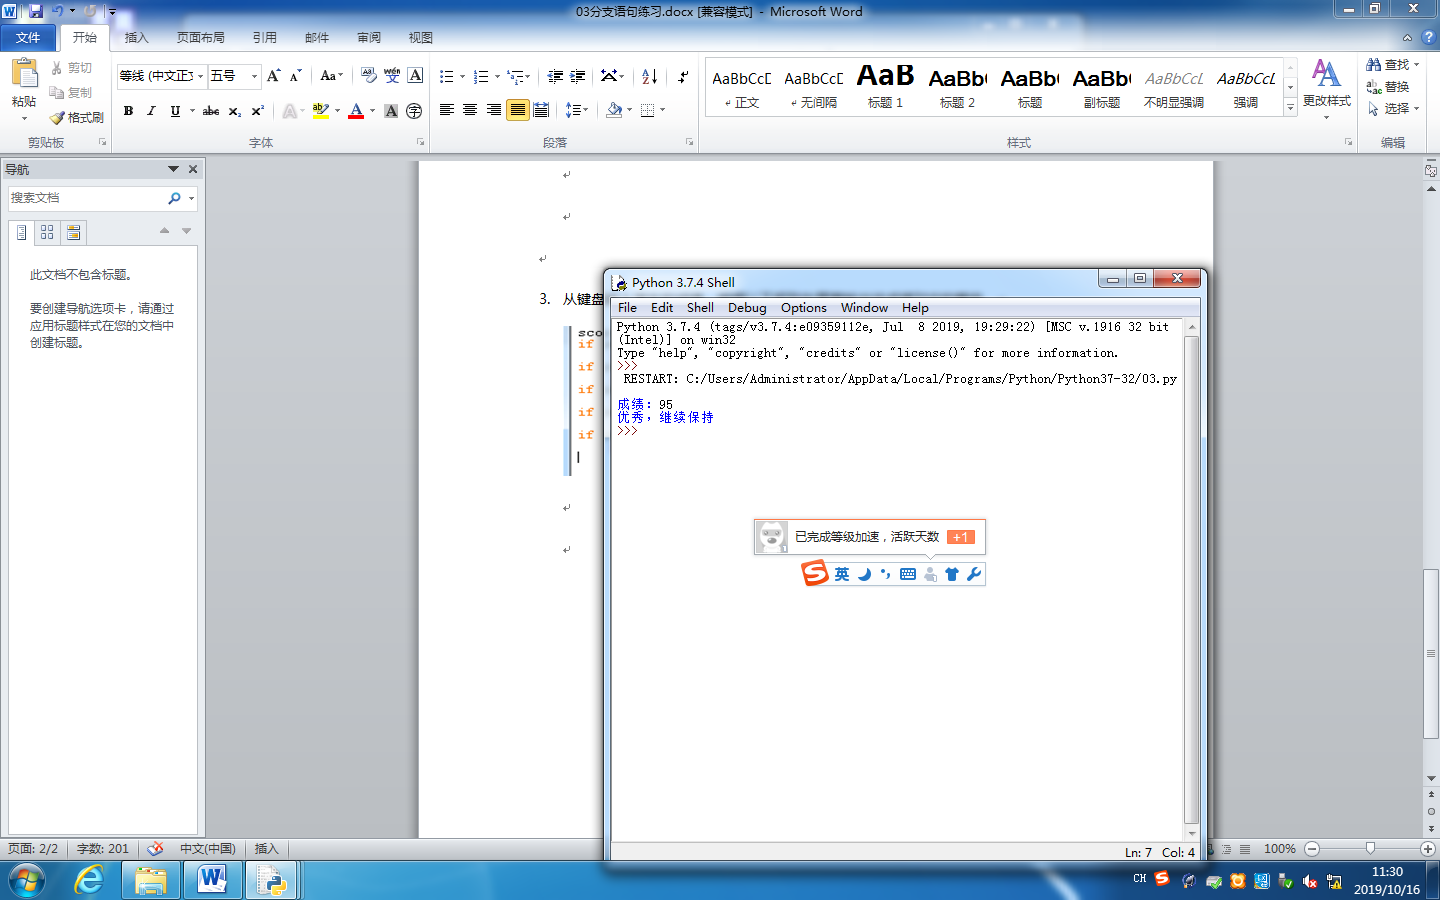 03分支语句练习.docx [兼容模式] - Microsoft Word
文件 开始 插入 页面布局 引用 邮件 审阅 视图
粘贴 剪切 复制 格式刷
等线 (中文正文 五号
AaBbCcD AaBbCcD AaB AaBb( AaBb( AaBb( AaBbCcL AaBbCcL
正文 无间隔 标题 1 标题 2 标题 副标题 不明显强调 强调
更改样式
查找
替换
选择
剪贴板 字体 段落 样式 编辑
导航
搜索文档
此文档不包含标题。
要创建导航选项卡，请通过
应用标题样式在您的文档中
创建标题。
3. 从键盘
sco
if
if
if
if
if
Python 3.7.4 Shell
File Edit Shell Debug Options Window Help
Python 3.7.4 (tags/v3.7.4:e09359112e, Jul  8 2019, 19:29:22) [MSC v.1916 32 bit
(Intel)] on win32
Type "help", "copyright", "credits" or "license()" for more information.
>>>
RESTART: C:/Users/Administrator/AppData/Local/Programs/Python/Python37-32/03.py
成绩：95
优秀，继续保持
>>>
已完成等级加速，活跃天数 +1
英
Ln: 7 Col: 4
页面: 2/2 字数: 201 中文(中国) 插入 100%
CH
11:30
2019/10/16